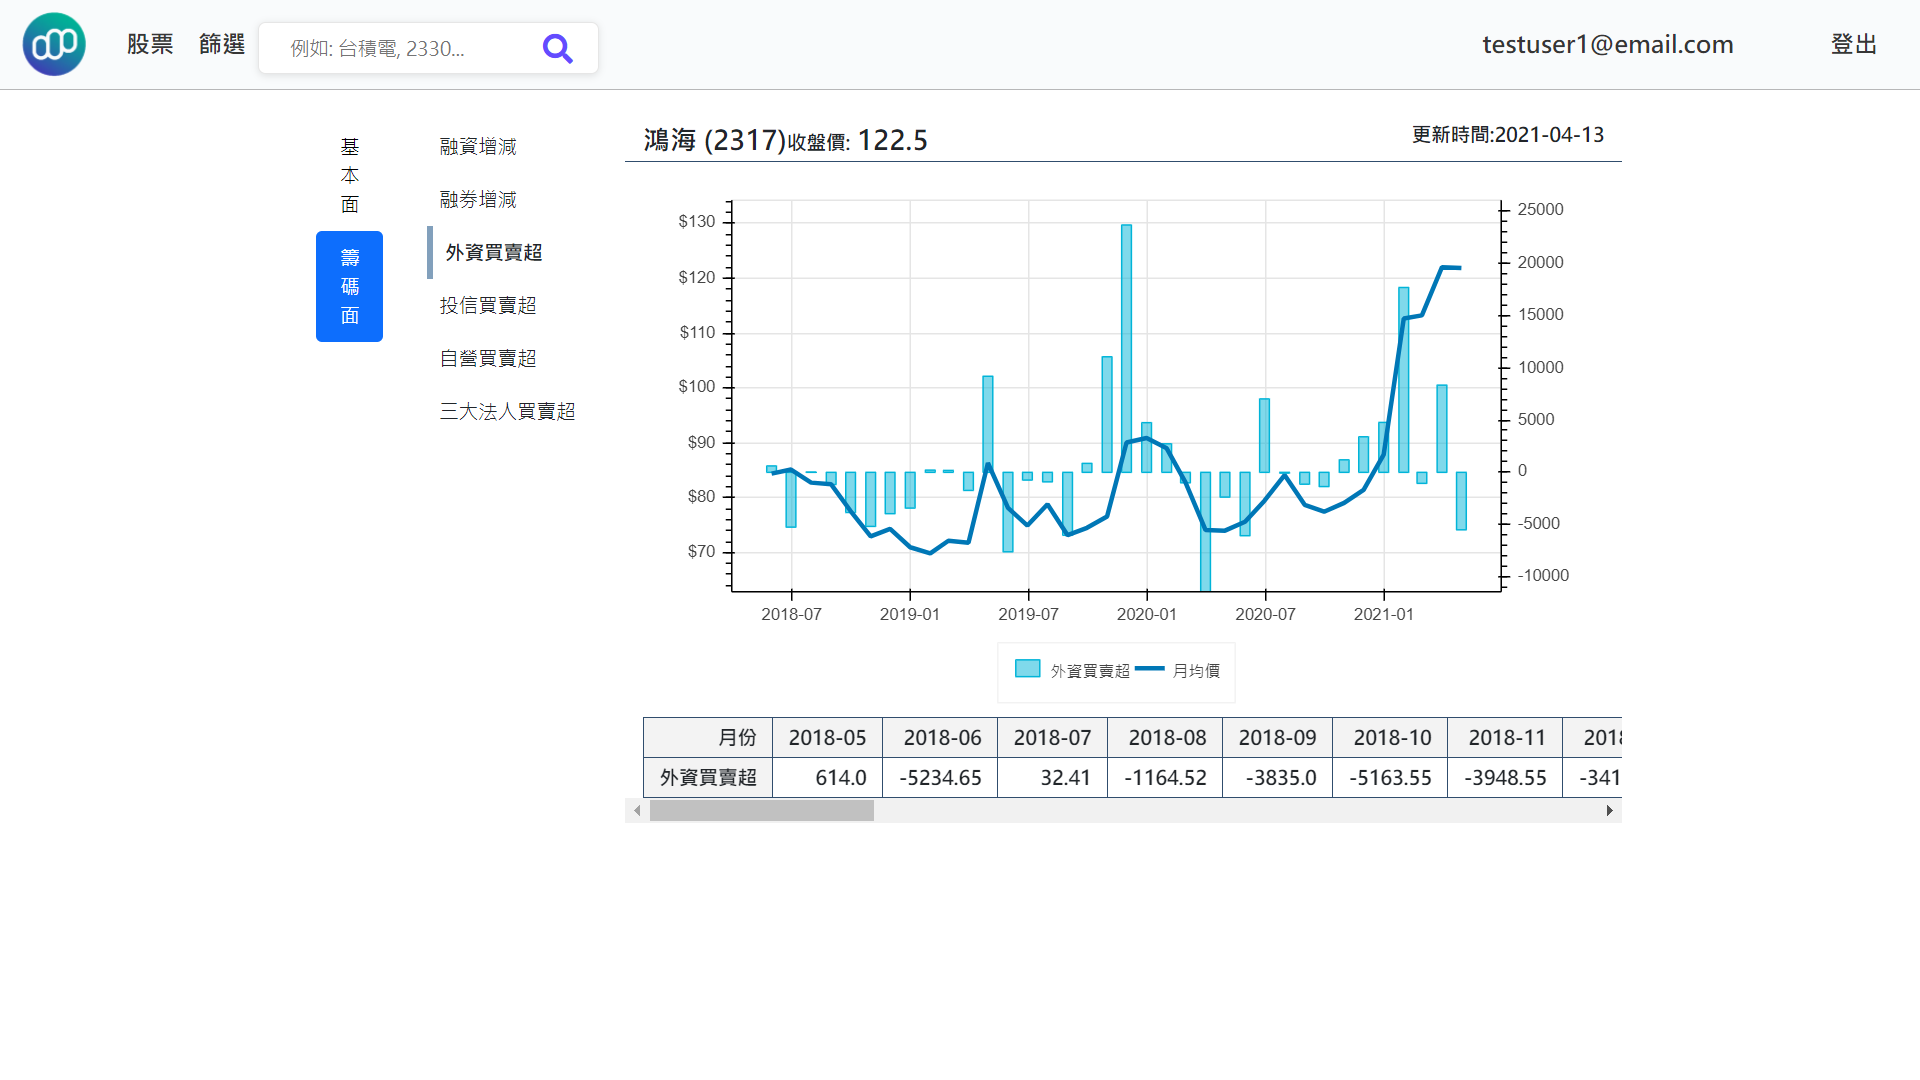 股票 篩選 例如: 台積電, 2330... testuser1@email.com 登出
基本面
籌碼面
融資增減
融券增減
外資買賣超
投信買賣超
自營買賣超
三大法人買賣超
鴻海 (2317)收盤價: 122.5 更新時間:2021-04-13
$130
$120
$110
$100
$90
$80
$70
25000
20000
15000
10000
5000
0
-5000
-10000
2018-07 2019-01 2019-07 2020-01 2020-07 2021-01
外資買賣超 月均價
月份 2018-05 2018-06 2018-07 2018-08 2018-09 2018-10 2018-11 2018
外資買賣超 614.0 -5234.65 32.41 -1164.52 -3835.0 -5163.55 -3948.55 -341